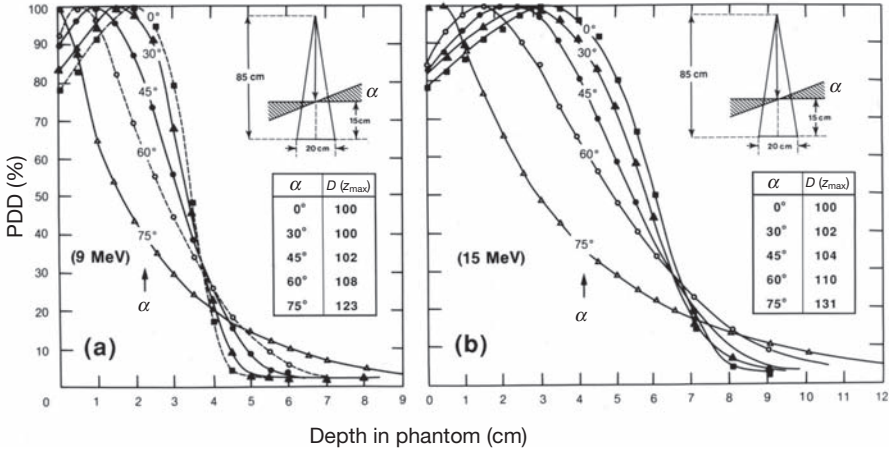 PDD (%)
100
90
80
70
60
50
40
30
20
10
0
0°
30°
45°
60°
75°
85 cm
α
15 cm
20 cm
α D (zmax)
0° 100
30° 100
45° 102
60° 108
75° 123
(9 MeV)
α
(a)
0 1 2 3 4 5 6 7 8 9
0°
30°
45°
60°
75°
85 cm
α
15 cm
20 cm
α D (zmax)
0° 100
30° 102
45° 104
60° 110
75° 131
(15 MeV)
α
(b)
0 1 2 3 4 5 6 7 8 9 10 11 12
Depth in phantom (cm)